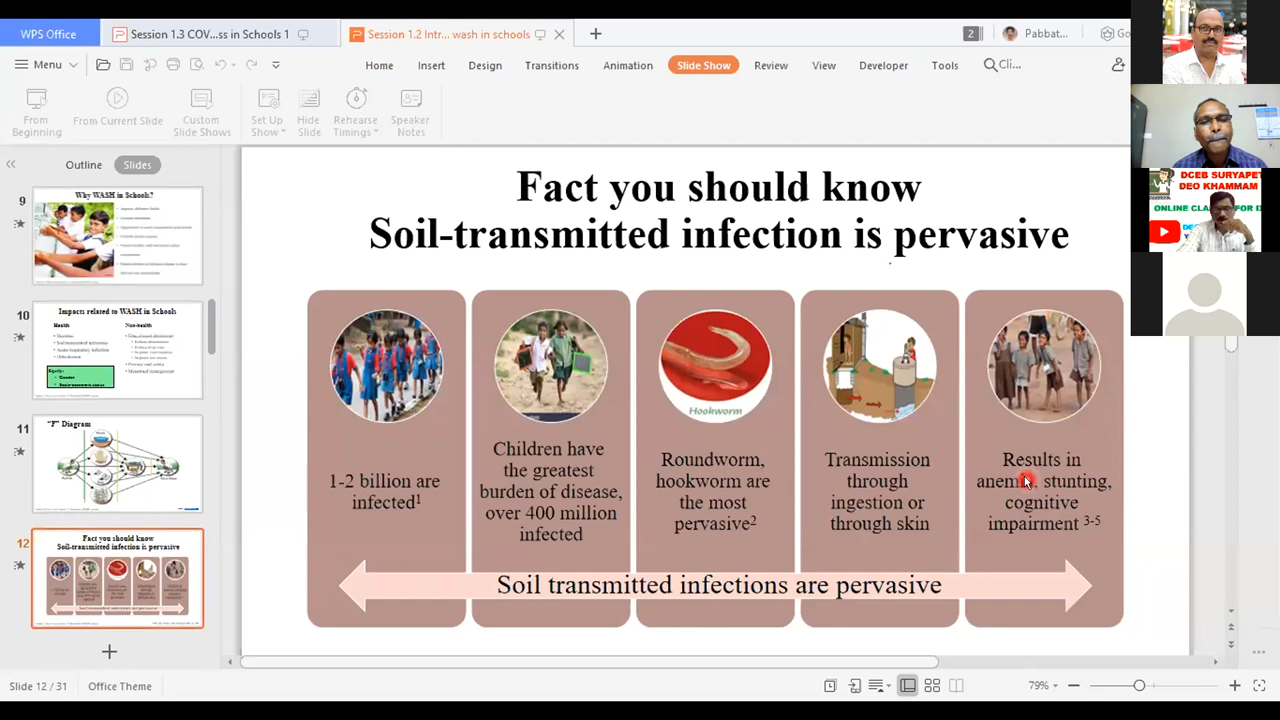 WPS Office
Session 1.3 COV...ss in Schools 1
Session 1.2 Intr... wash in schools
2
Pabbat...
Go
Menu
Home
Insert
Design
Transitions
Animation
Slide Show
Review
View
Developer
Tools
Cli...
From Beginning
From Current Slide
Custom Slide Shows
Set Up Show
Hide Slide
Rehearse Timings
Speaker Notes
Outline
Slides
9
Why WASH in Schools?
10
Impacts related to WASH in Schools
Health
Non-health
Equity:
Gender
11
"F" Diagram
12
Fact you should know
Soil-transmitted infection is pervasive
Fact you should know
Soil-transmitted infection is pervasive
1-2 billion are
infected1
Children have
the greatest
burden of disease,
over 400 million
infected
Hookworm
Roundworm,
hookworm are
the most
pervasive2
Transmission
through
ingestion or
through skin
Results in
anemia, stunting,
cognitive
impairment 3-5
Soil transmitted infections are pervasive
DCEB SURYAPET
DEO KHAMMAM
Slide 12 / 31
Office Theme
79%